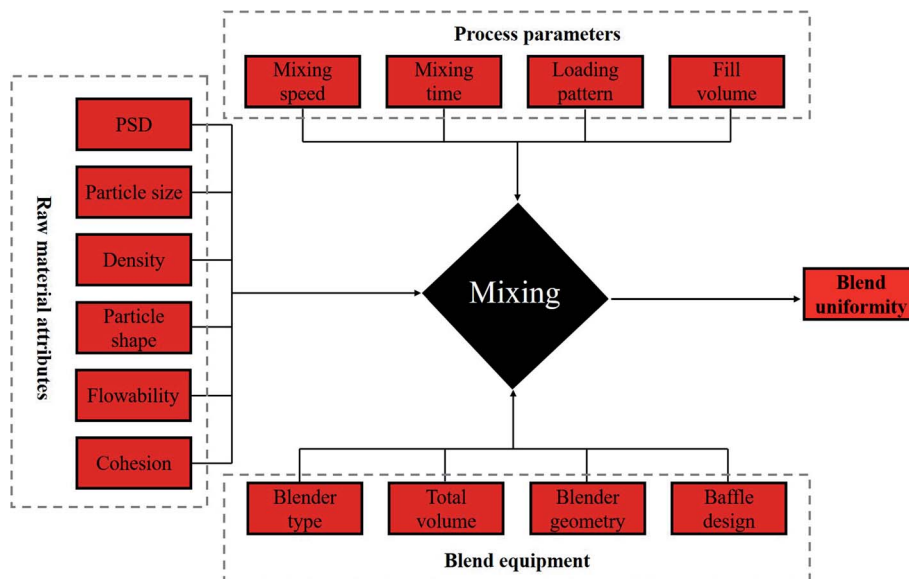 Process parameters
Mixing
speed
Mixing
time
Loading
pattern
Fill
volume
Raw material attributes
PSD
Particle size
Density
Particle
shape
Flowability
Cohesion
Mixing
Blend
uniformity
Blender
type
Total
volume
Blender
geometry
Baffle
design
Blend equipment